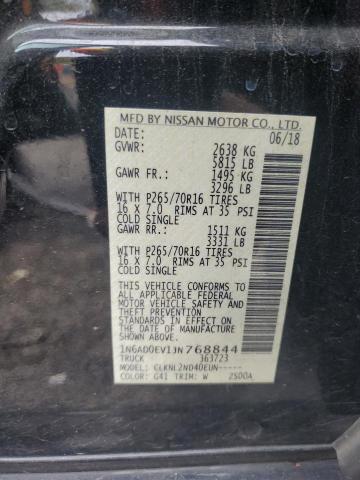 MFD BY NISSAN MOTOR CO., LTD.
DATE: 06/18
GVWR: 2638 KG
5815 LB
GAWR FR.: 1495 KG
3296 LB
WITH P265/70R16 TIRES
16 X 7.0 RIMS AT 35 PSI
COLD SINGLE
GAWR RR.: 1511 KG
3331 LB
WITH P265/70R16 TIRES
16 X 7.0 RIMS AT 35 PSI
COLD SINGLE
THIS VEHICLE CONFORMS TO ALL
APPLICABLE FEDERAL
MOTOR VEHICLE SAFETY
AND THEFT PREVENTION
STANDARDS IN EFFECT
ON THE DATE OF MANUFACTURE
SHOWN ABOVE.
1N6AD0EV1JN768844
TRUCK 363723
MODEL: CLKNL2ND40EUN-----
COLOR: G41 TRIM: W 2S00A